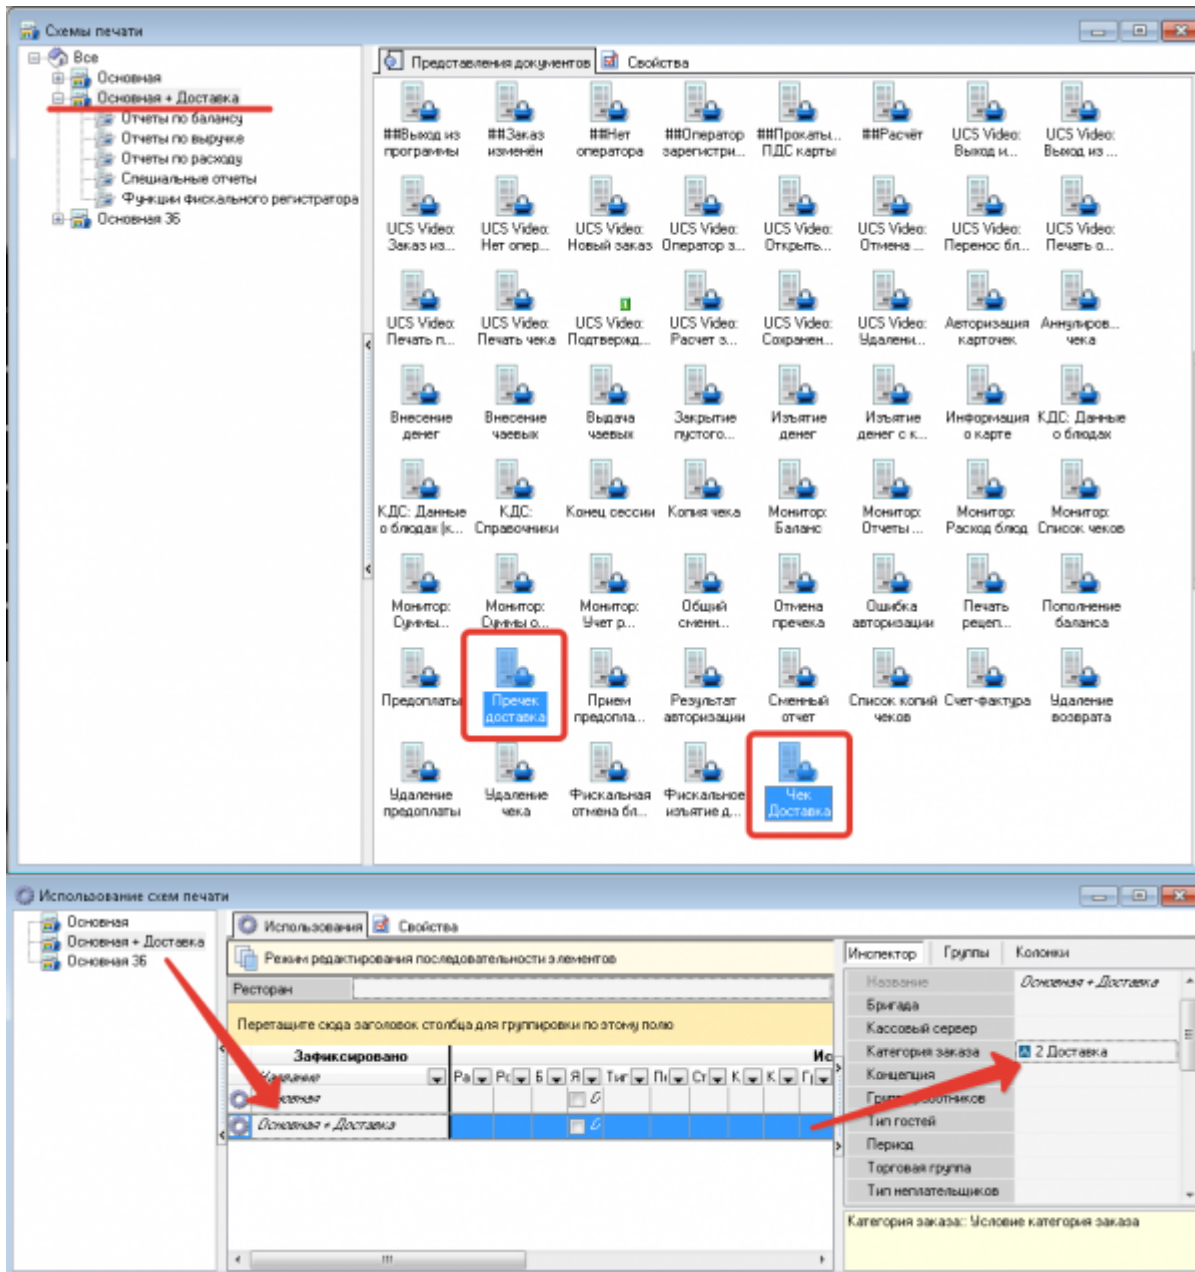 Схемы печати
Все
Основная
Основная + Доставка
Отчеты по балансу
Отчеты по выручке
Отчеты по расходу
Специальные отчеты
Функции фискального регистратора
Основная 36
Представления документов Свойства
##Выход из программы
##Заказ изменён
##Нет оператора
##Оператор зарегистри...
##Прокаты... ПДС карты
##Расчёт
UCS Video: Выход и...
UCS Video: Выход из ...
UCS Video: Заказ из...
UCS Video: Нет опер...
UCS Video: Новый заказ
UCS Video: Оператор з...
UCS Video: Открыть...
UCS Video: Отмена ...
UCS Video: Перенос бл...
UCS Video: Печать о...
UCS Video: Печать п...
UCS Video: Печать чека
UCS Video: Подтвержд...
UCS Video: Расчет з...
UCS Video: Сохранен...
UCS Video: Удалени...
Авторизация карточек
Аннулиров... чека
Внесение денег
Внесение чаевых
Выдача чаевых
Закрытие пустого...
Изъятие денег
Изъятие денег с к...
Информация о карте
КДС: Данные о блюдах
КДС: Данные о блюдах (к...
КДС: Справочники
Конец сессии
Копия чека
Монитор: Баланс
Монитор: Отчеты ...
Монитор: Расход блюд
Монитор: Список чеков
Монитор: Суммы...
Монитор: Суммы о...
Монитор: Учет р...
Общий сменн...
Отмена пречека
Ошибка авторизации
Печать рецеп...
Пополнение баланса
Предоплаты
Пречек доставка
Прием предопла...
Результат авторизации
Сменный отчет
Список копий чеков
Счет-фактура
Удаление возврата
Удаление предоплаты
Удаление чека
Фискальная отмена бл...
Фискальное изъятие д...
Чек Доставка
Использование схем печати
Основная
Основная + Доставка
Основная 36
Использования Свойства
Режим редактирования последовательности элементов
Ресторан
Перетащите сюда заголовок столбца для группировки по этому полю
Зафиксировано Ис
Название Ра Рс Б Я Тиг Пе Ст К К Гр
Основная + Доставка
Инспектор Группы Колонки
Название Основная + Доставка
Бригада
Кассовый сервер
Категория заказа 2 Доставка
Концепция
Тип гостей
Период
Торговая группа
Тип неплательщиков
Категория заказа:: Условие категория заказа